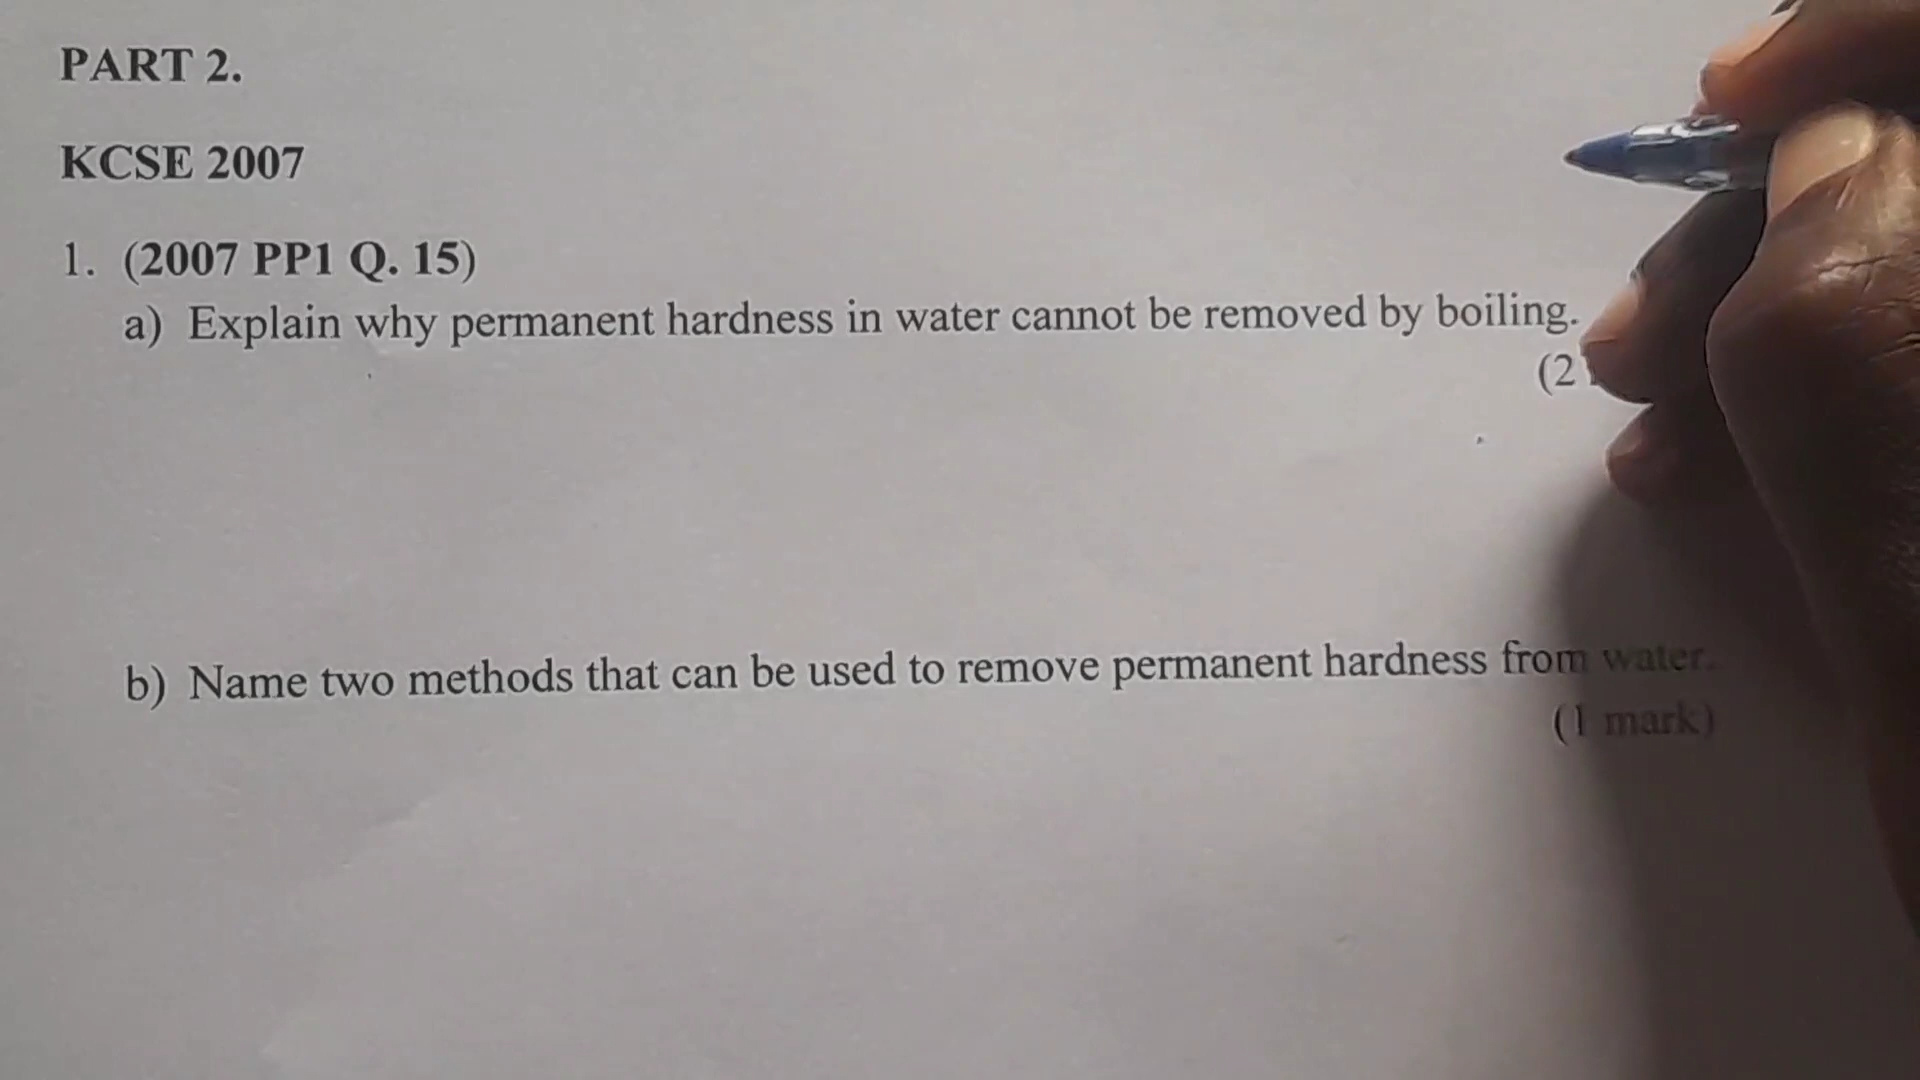 PART 2.
KCSE 2007
1. (2007 PP1 Q. 15)
a) Explain why permanent hardness in water cannot be removed by boiling.
(2
b) Name two methods that can be used to remove permanent hardness from water.
(1 mark)